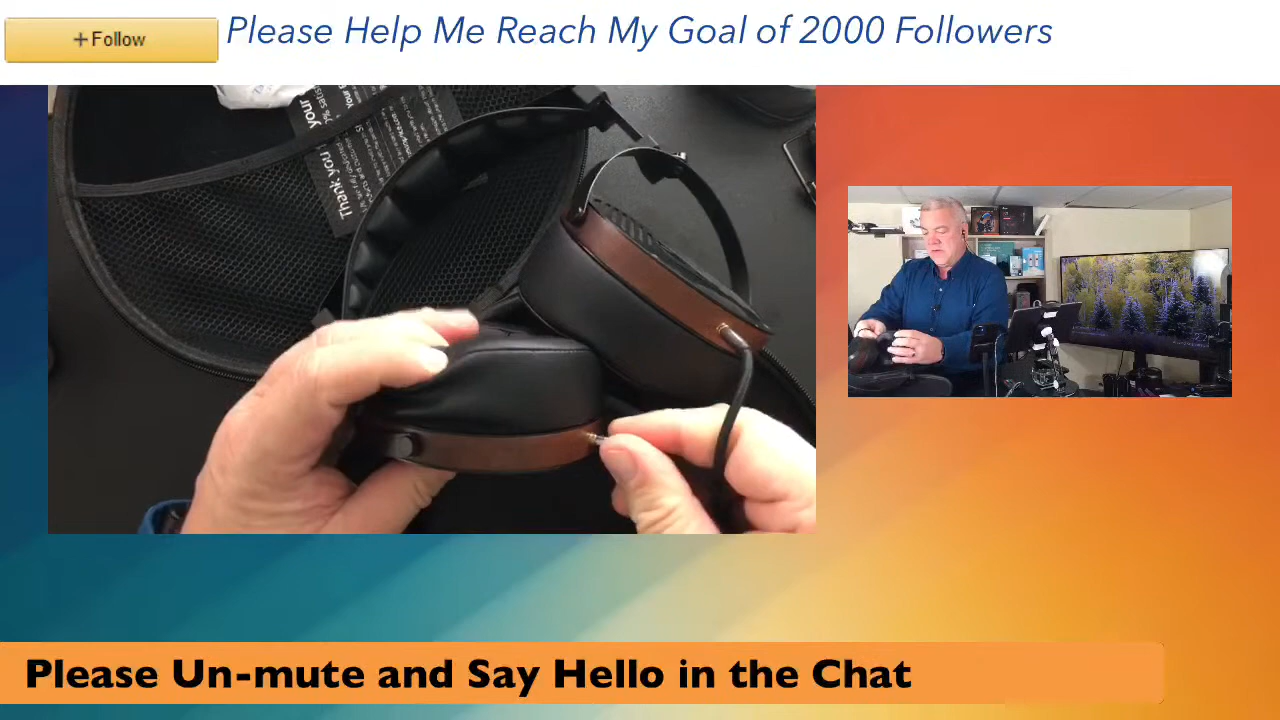 +Follow
Please Help Me Reach My Goal of 2000 Followers
Thank you
your
Please Un-mute and Say Hello in the Chat